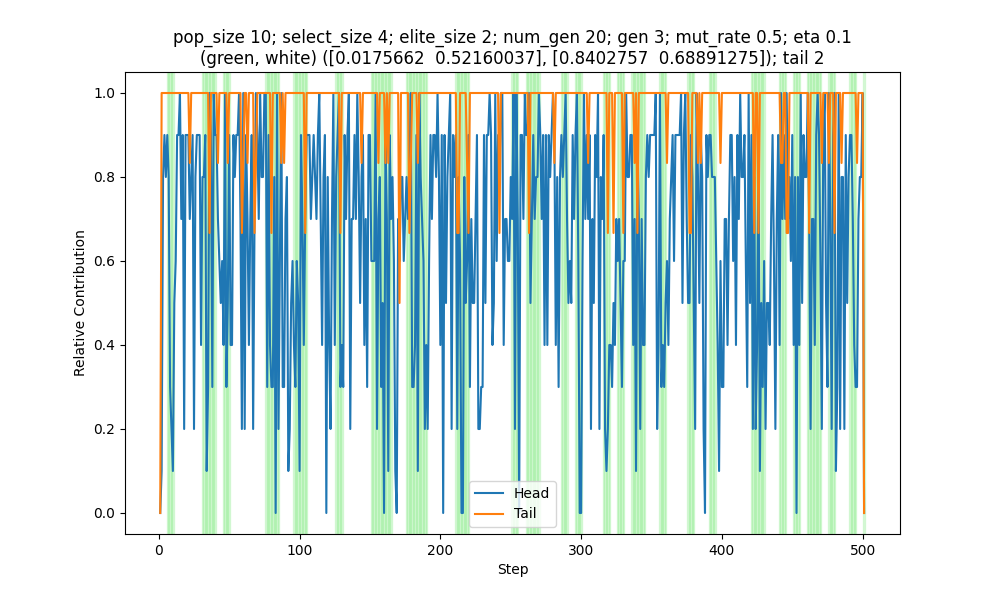 pop_size 10; select_size 4; elite_size 2; num_gen 20; gen 3; mut_rate 0.5; eta 0.1
(green, white) ([0.0175662  0.52160037], [0.8402757  0.68891275]); tail 2
1.0
0.8
0.6
0.4
0.2
0.0
Relative Contribution
Head
Tail
0
100
200
300
400
500
Step